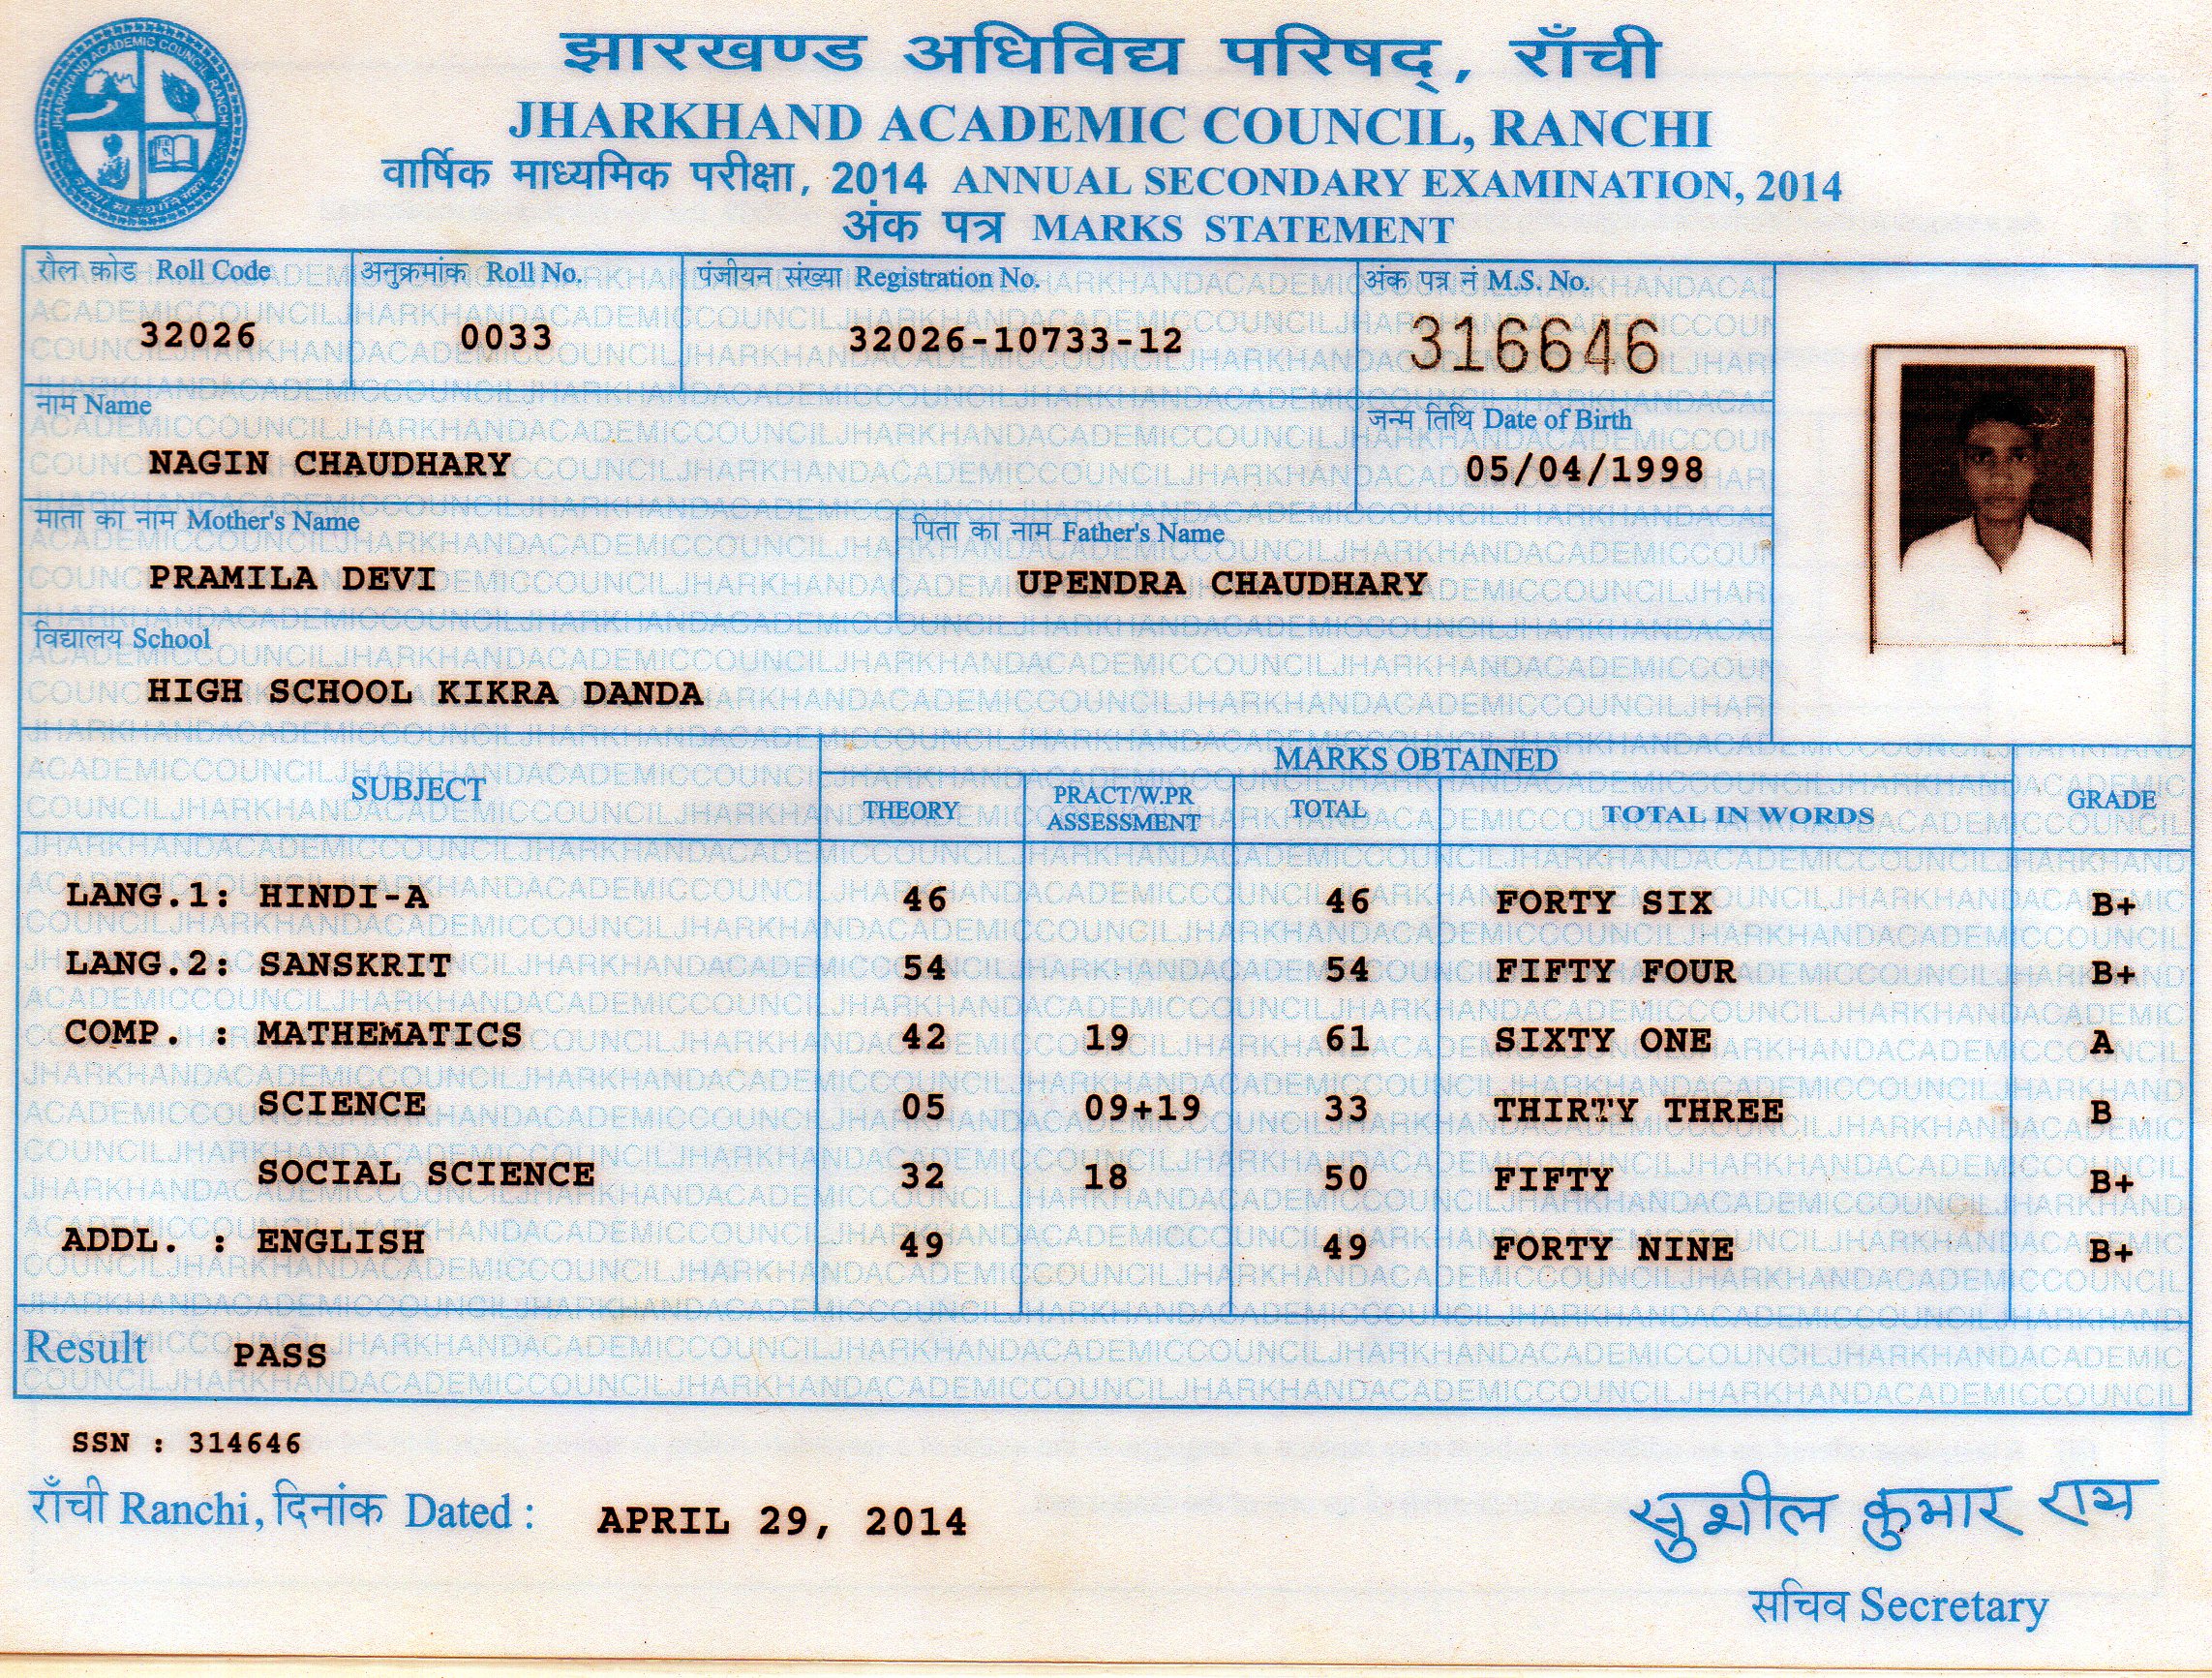 झारखण्ड अधिविद्य परिषद्, राँची
JHARKHAND ACADEMIC COUNCIL, RANCHI
वार्षिक माध्यमिक परीक्षा, 2014 ANNUAL SECONDARY EXAMINATION, 2014
अंक पत्र MARKS STATEMENT
JHARKHAND ACADEMIC COUNCIL, RANCHI
रौल कोड Roll Code अनुक्रमांक Roll No. पंजीयन संख्या Registration No. अंक पत्र नं M.S. No.
32026 0033 32026-10733-12 316646
नाम Name जन्म तिथि Date of Birth
NAGIN CHAUDHARY 05/04/1998
माता का नाम Mother's Name पिता का नाम Father's Name
PRAMILA DEVI UPENDRA CHAUDHARY
विद्यालय School
HIGH SCHOOL KIKRA DANDA
SUBJECT MARKS OBTAINED GRADE
THEORY PRACT/W.PR ASSESSMENT TOTAL TOTAL IN WORDS
LANG.1: HINDI-A 46 46 FORTY SIX B+
LANG.2: SANSKRIT 54 54 FIFTY FOUR B+
COMP. : MATHEMATICS 42 19 61 SIXTY ONE A
SCIENCE 05 09+19 33 THIRTY THREE B
SOCIAL SCIENCE 32 18 50 FIFTY B+
ADDL. : ENGLISH 49 49 FORTY NINE B+
Result PASS
SSN : 314646
राँची Ranchi, दिनांक Dated : APRIL 29, 2014
सुशील कुमार राय
सचिव Secretary